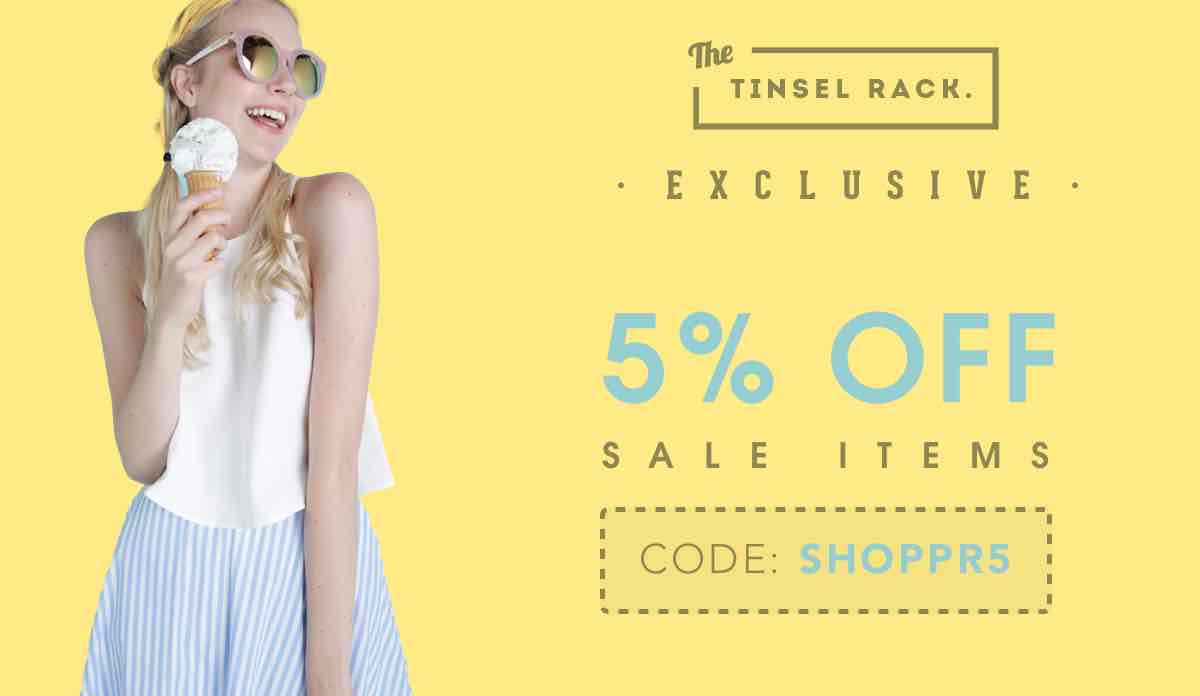 The
TINSEL RACK.
· EXCLUSIVE ·
5% OFF
SALE ITEMS
CODE: SHOPPR5